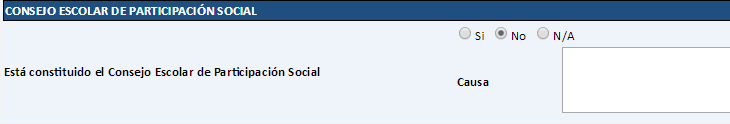 CONSEJO ESCOLAR DE PARTICIPACIÓN SOCIAL
Si No N/A
Está constituido el Consejo Escolar de Participación Social
Causa